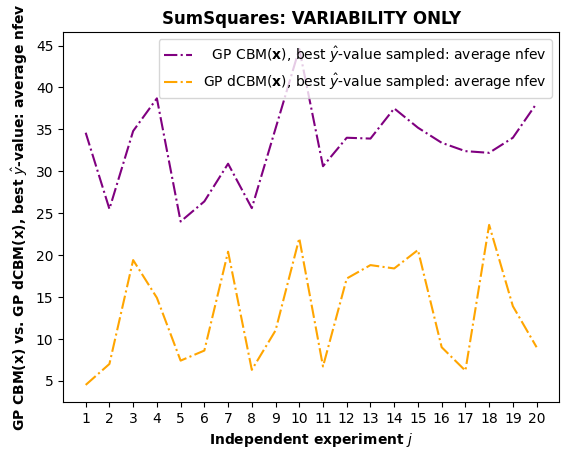 SumSquares: VARIABILITY ONLY
GP CBM(x), best ŷ-value sampled: average nfev
GP dCBM(x), best ŷ-value sampled: average nfev
GP CBM(x) vs. GP dCBM(x), best ŷ-value: average nfev
45
40
35
30
25
20
15
10
5
1 2 3 4 5 6 7 8 9 10 11 12 13 14 15 16 17 18 19 20
Independent experiment j